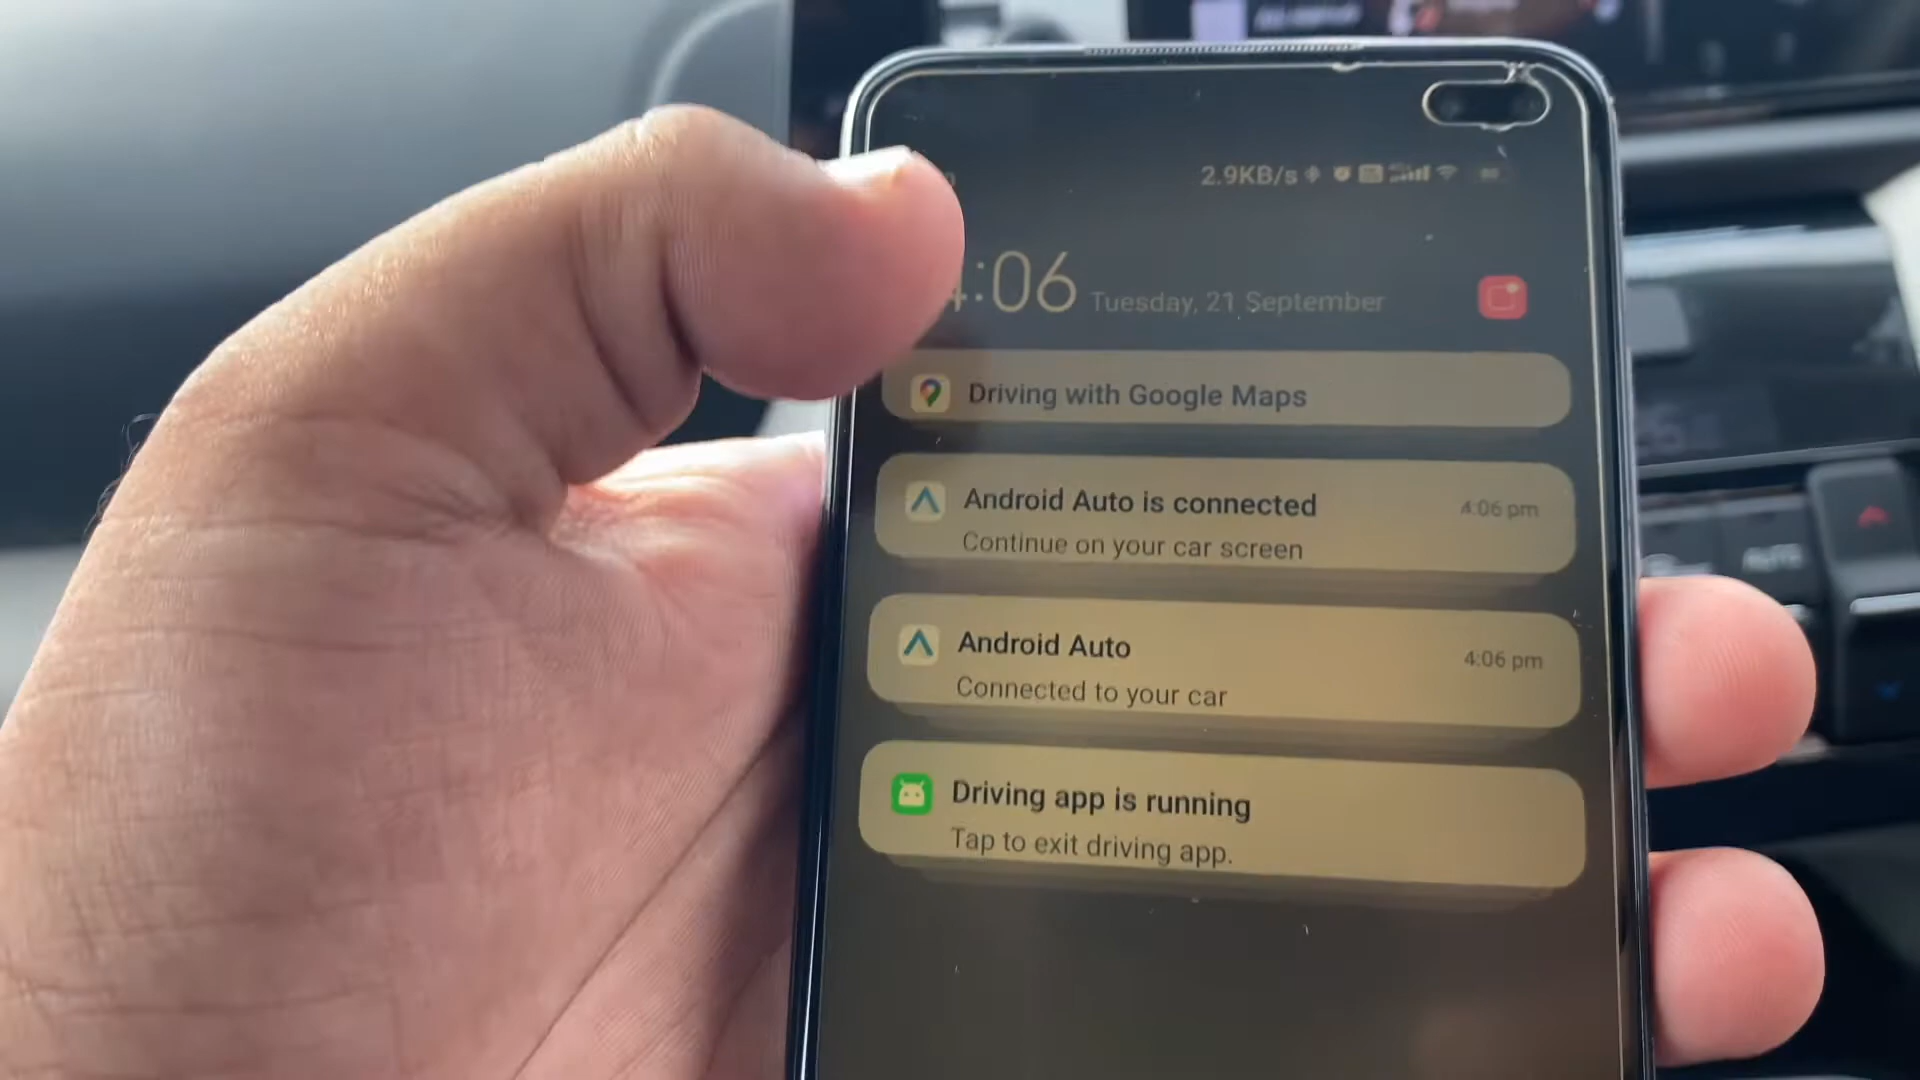 2.9KB/s
:06 Tuesday, 21 September
Driving with Google Maps
Android Auto is connected 4:06 pm
Continue on your car screen
Android Auto 4:06 pm
Connected to your car
Driving app is running
Tap to exit driving app.
AUTO